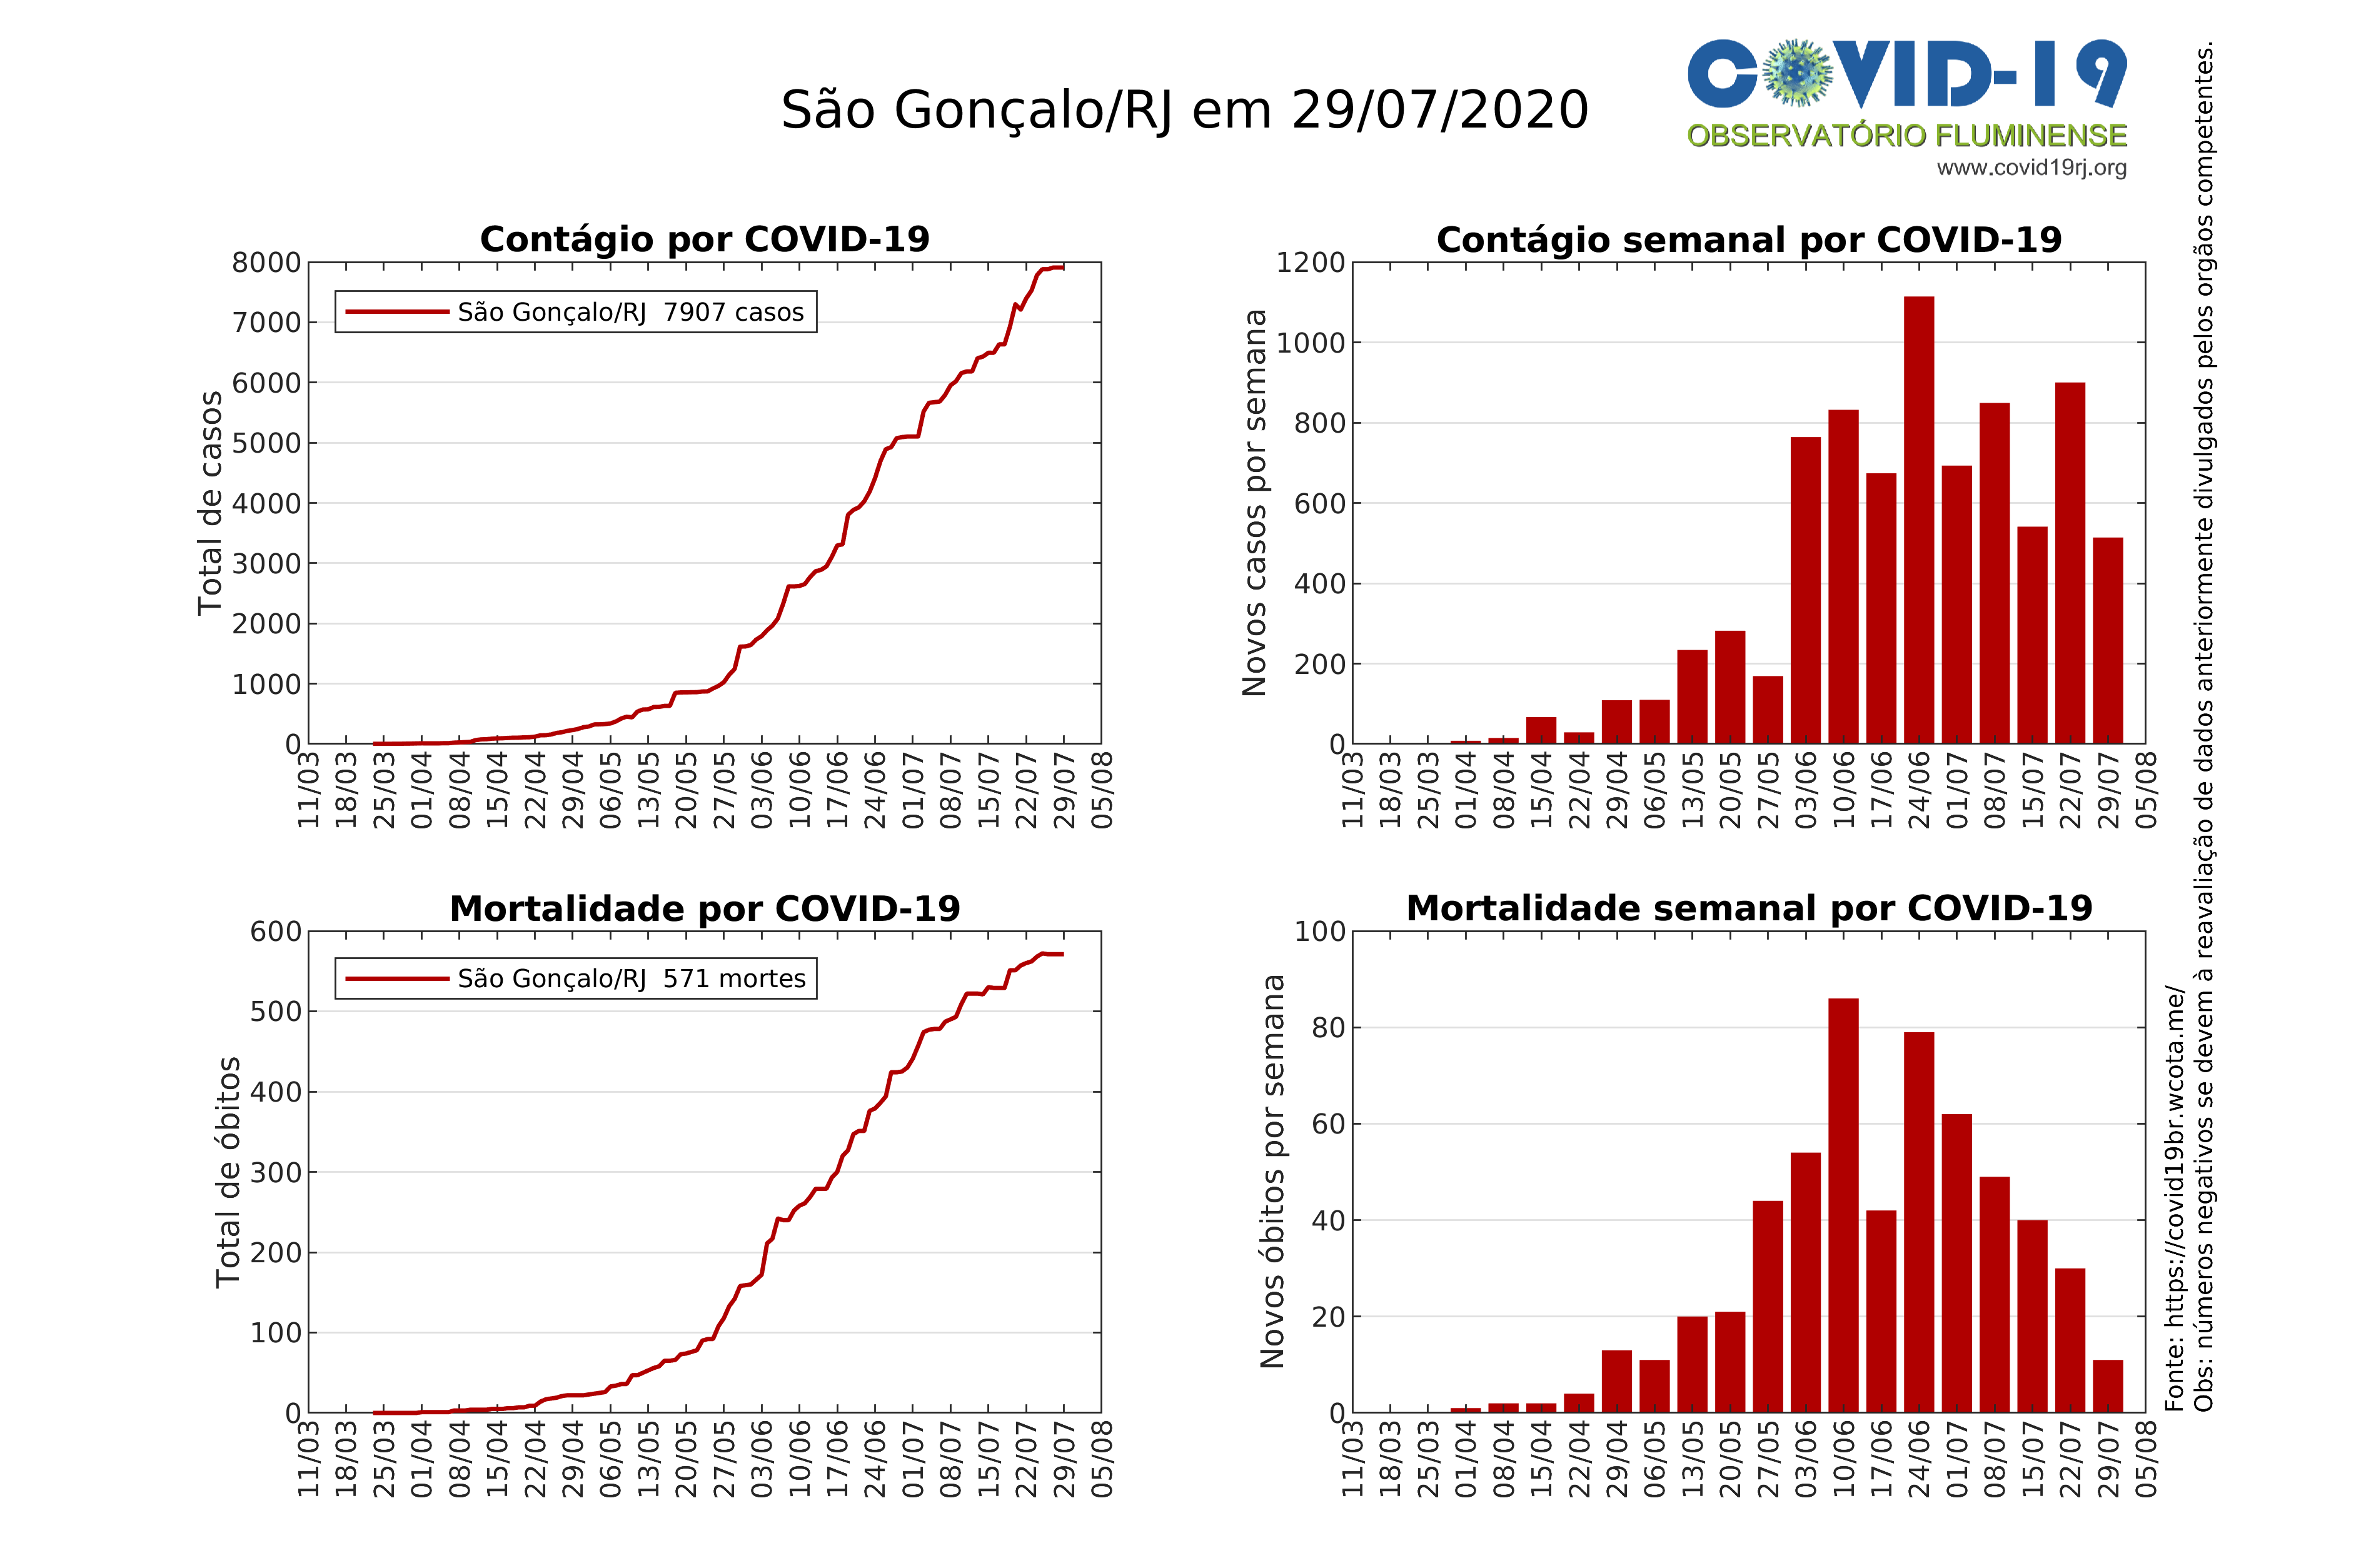 São Gonçalo/RJ em 29/07/2020
COVID-19
OBSERVATÓRIO FLUMINENSE
www.covid19rj.org
Contágio por COVID-19
Total de casos
8000
7000
6000
5000
4000
3000
2000
1000
0
São Gonçalo/RJ 7907 casos
11/03 18/03 25/03 01/04 08/04 15/04 22/04 29/04 06/05 13/05 20/05 27/05 03/06 10/06 17/06 24/06 01/07 08/07 15/07 22/07 29/07 05/08
Contágio semanal por COVID-19
Novos casos por semana
1200
1000
800
600
400
200
0
11/03 18/03 25/03 01/04 08/04 15/04 22/04 29/04 06/05 13/05 20/05 27/05 03/06 10/06 17/06 24/06 01/07 08/07 15/07 22/07 29/07 05/08
Mortalidade por COVID-19
Total de óbitos
600
500
400
300
200
100
0
São Gonçalo/RJ 571 mortes
11/03 18/03 25/03 01/04 08/04 15/04 22/04 29/04 06/05 13/05 20/05 27/05 03/06 10/06 17/06 24/06 01/07 08/07 15/07 22/07 29/07 05/08
Mortalidade semanal por COVID-19
Novos óbitos por semana
100
80
60
40
20
0
11/03 18/03 25/03 01/04 08/04 15/04 22/04 29/04 06/05 13/05 20/05 27/05 03/06 10/06 17/06 24/06 01/07 08/07 15/07 22/07 29/07 05/08
Fonte: https://covid19br.wcota.me/
Obs: números negativos se devem à reavaliação de dados anteriormente divulgados pelos orgãos competentes.